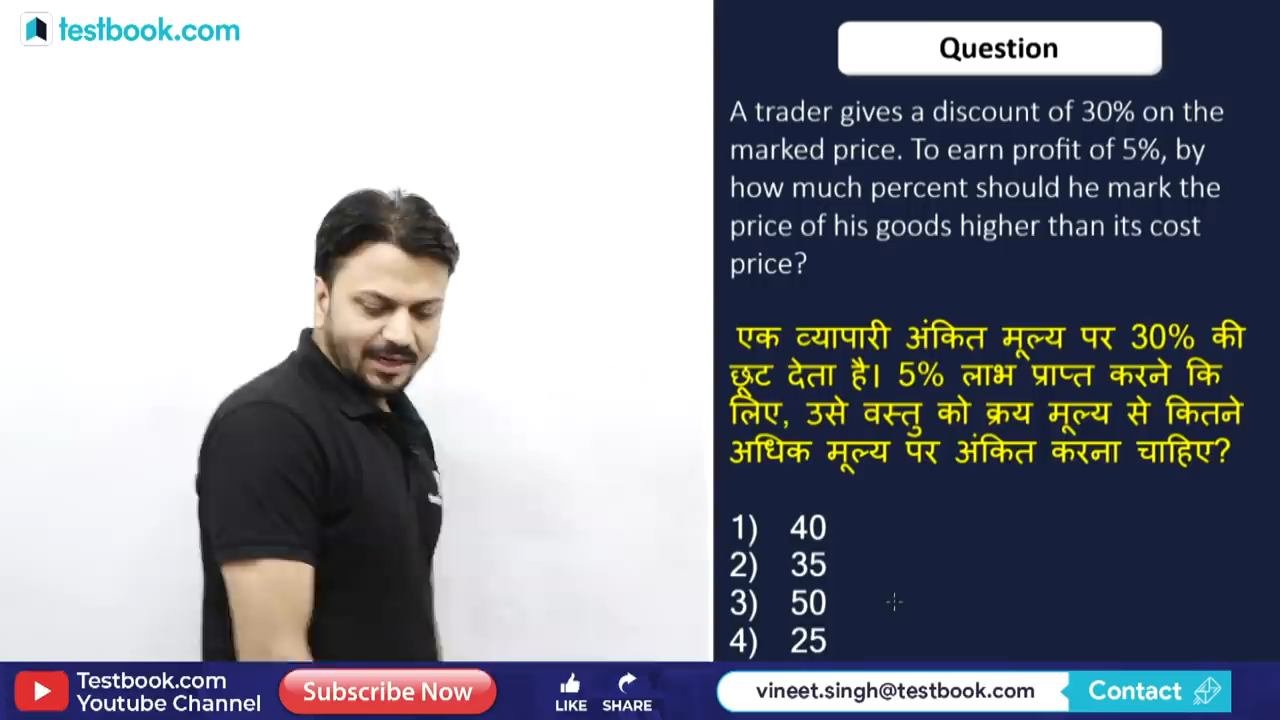 testbook.com
Question
A trader gives a discount of 30% on the
marked price. To earn profit of 5%, by
how much percent should he mark the
price of his goods higher than its cost
price?
एक व्यापारी अंकित मूल्य पर 30% की
छूट देता है। 5% लाभ प्राप्त करने कि
लिए, उसे वस्तु को क्रय मूल्य से कितने
अधिक मूल्य पर अंकित करना चाहिए?
1) 40
2) 35
3) 50
4) 25
Testbook.com
Youtube Channel
Subscribe Now
LIKE
SHARE
vineet.singh@testbook.com
Contact